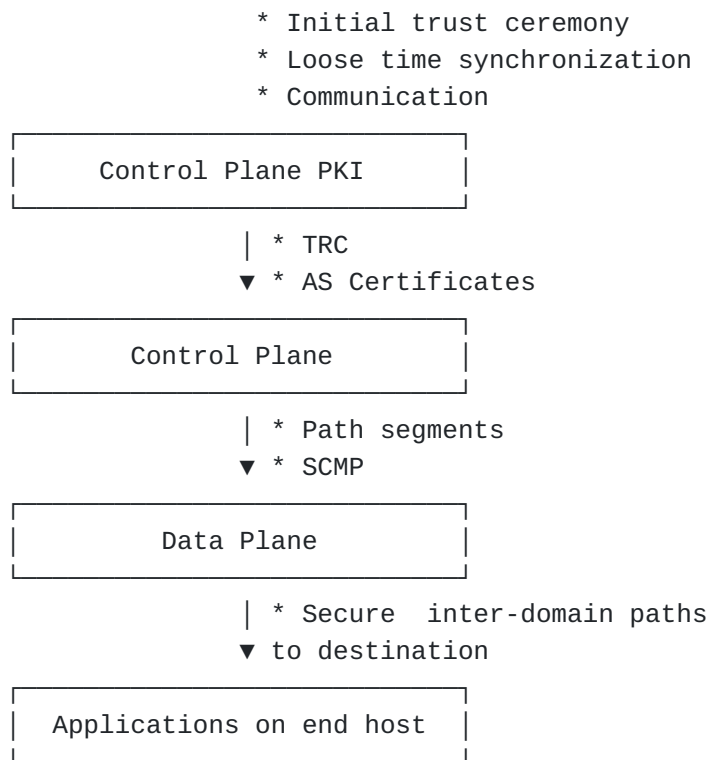 * Initial trust ceremony
* Loose time synchronization
* Communication
Control Plane PKI
* TRC
* AS Certificates
Control Plane
* Path segments
* SCMP
Data Plane
* Secure  inter-domain paths
to destination
Applications on end host